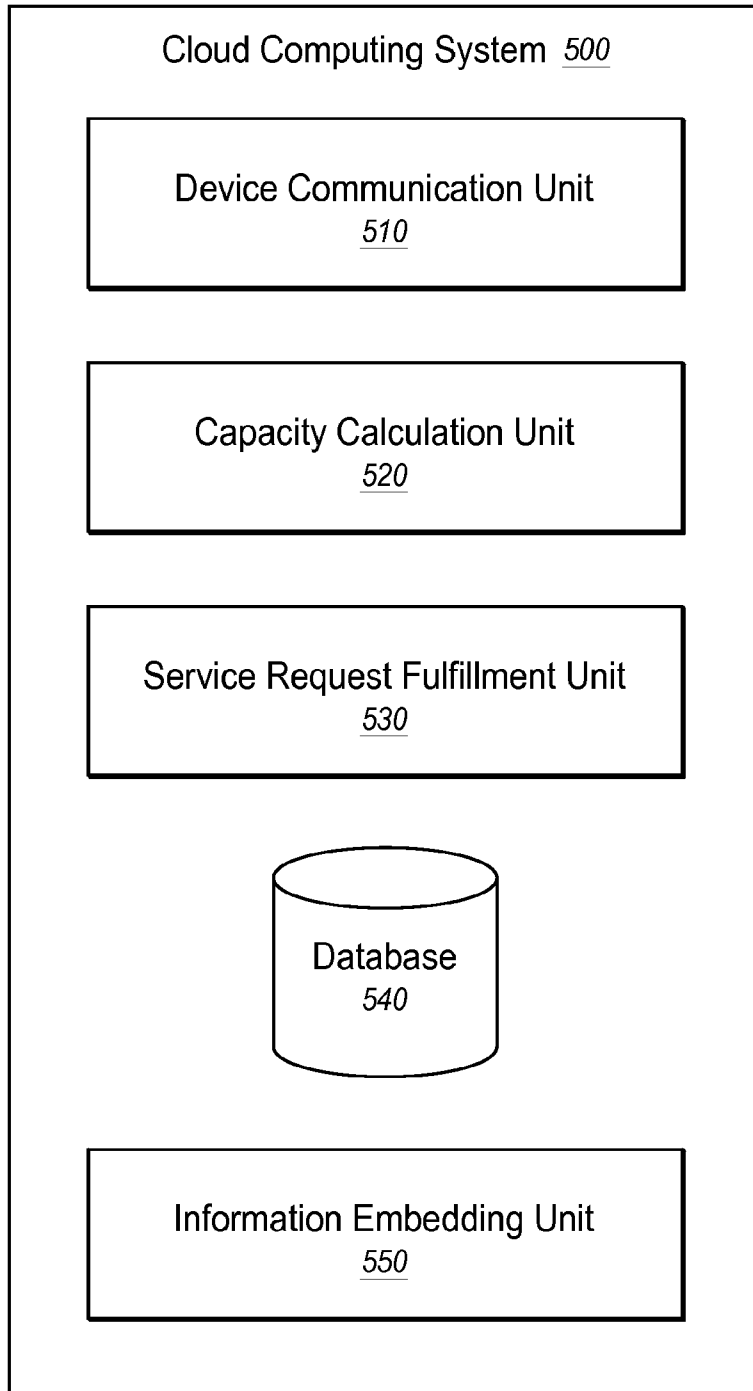 Cloud Computing System 500
Device Communication Unit
510
Capacity Calculation Unit
520
Service Request Fulfillment Unit
530
Database
540
Information Embedding Unit
550